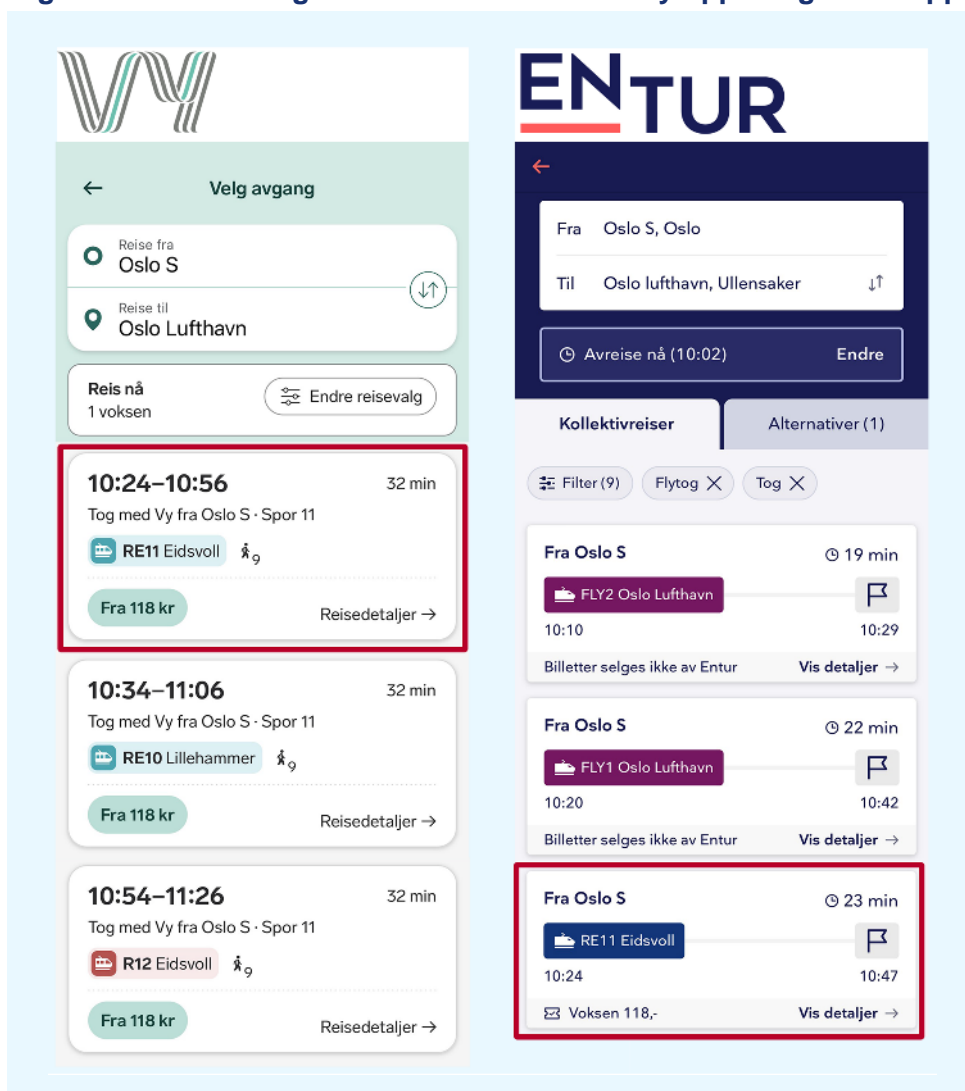 VY
Velg avgang
Reise fra
Oslo S
Reise til
Oslo Lufthavn
Reis nå
1 voksen
Endre reisevalg
10:24–10:56 32 min
Tog med Vy fra Oslo S · Spor 11
RE11 Eidsvoll 9
Fra 118 kr Reisedetaljer →
10:34–11:06 32 min
Tog med Vy fra Oslo S · Spor 11
RE10 Lillehammer 9
Fra 118 kr Reisedetaljer →
10:54–11:26 32 min
Tog med Vy fra Oslo S · Spor 11
R12 Eidsvoll 9
Fra 118 kr Reisedetaljer →
ENTUR
Fra Oslo S, Oslo
Til Oslo lufthavn, Ullensaker
Avreise nå (10:02) Endre
Kollektivreiser Alternativer (1)
Filter (9) Flytog Tog
Fra Oslo S 19 min
FLY2 Oslo Lufthavn
10:10 10:29
Billetter selges ikke av Entur Vis detaljer →
Fra Oslo S 22 min
FLY1 Oslo Lufthavn
10:20 10:42
Billetter selges ikke av Entur Vis detaljer →
Fra Oslo S 23 min
RE11 Eidsvoll
10:24 10:47
Voksen 118,- Vis detaljer →